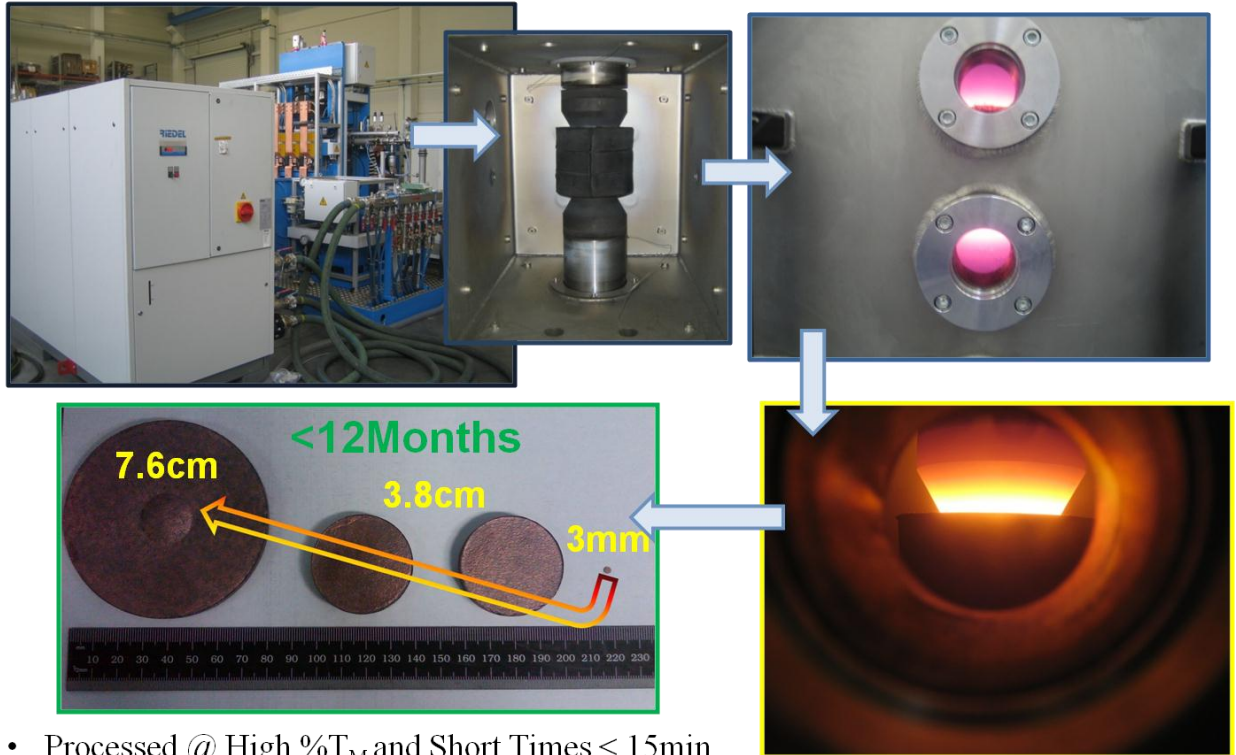 RIEDEL
<12Months
7.6cm
3.8cm
3mm
10 20 30 40 50 60 70 80 90 100 110 120 130 140 150 160 170 180 190 200 210 220 230
• Processed @ High %T_M and Short Times < 15min